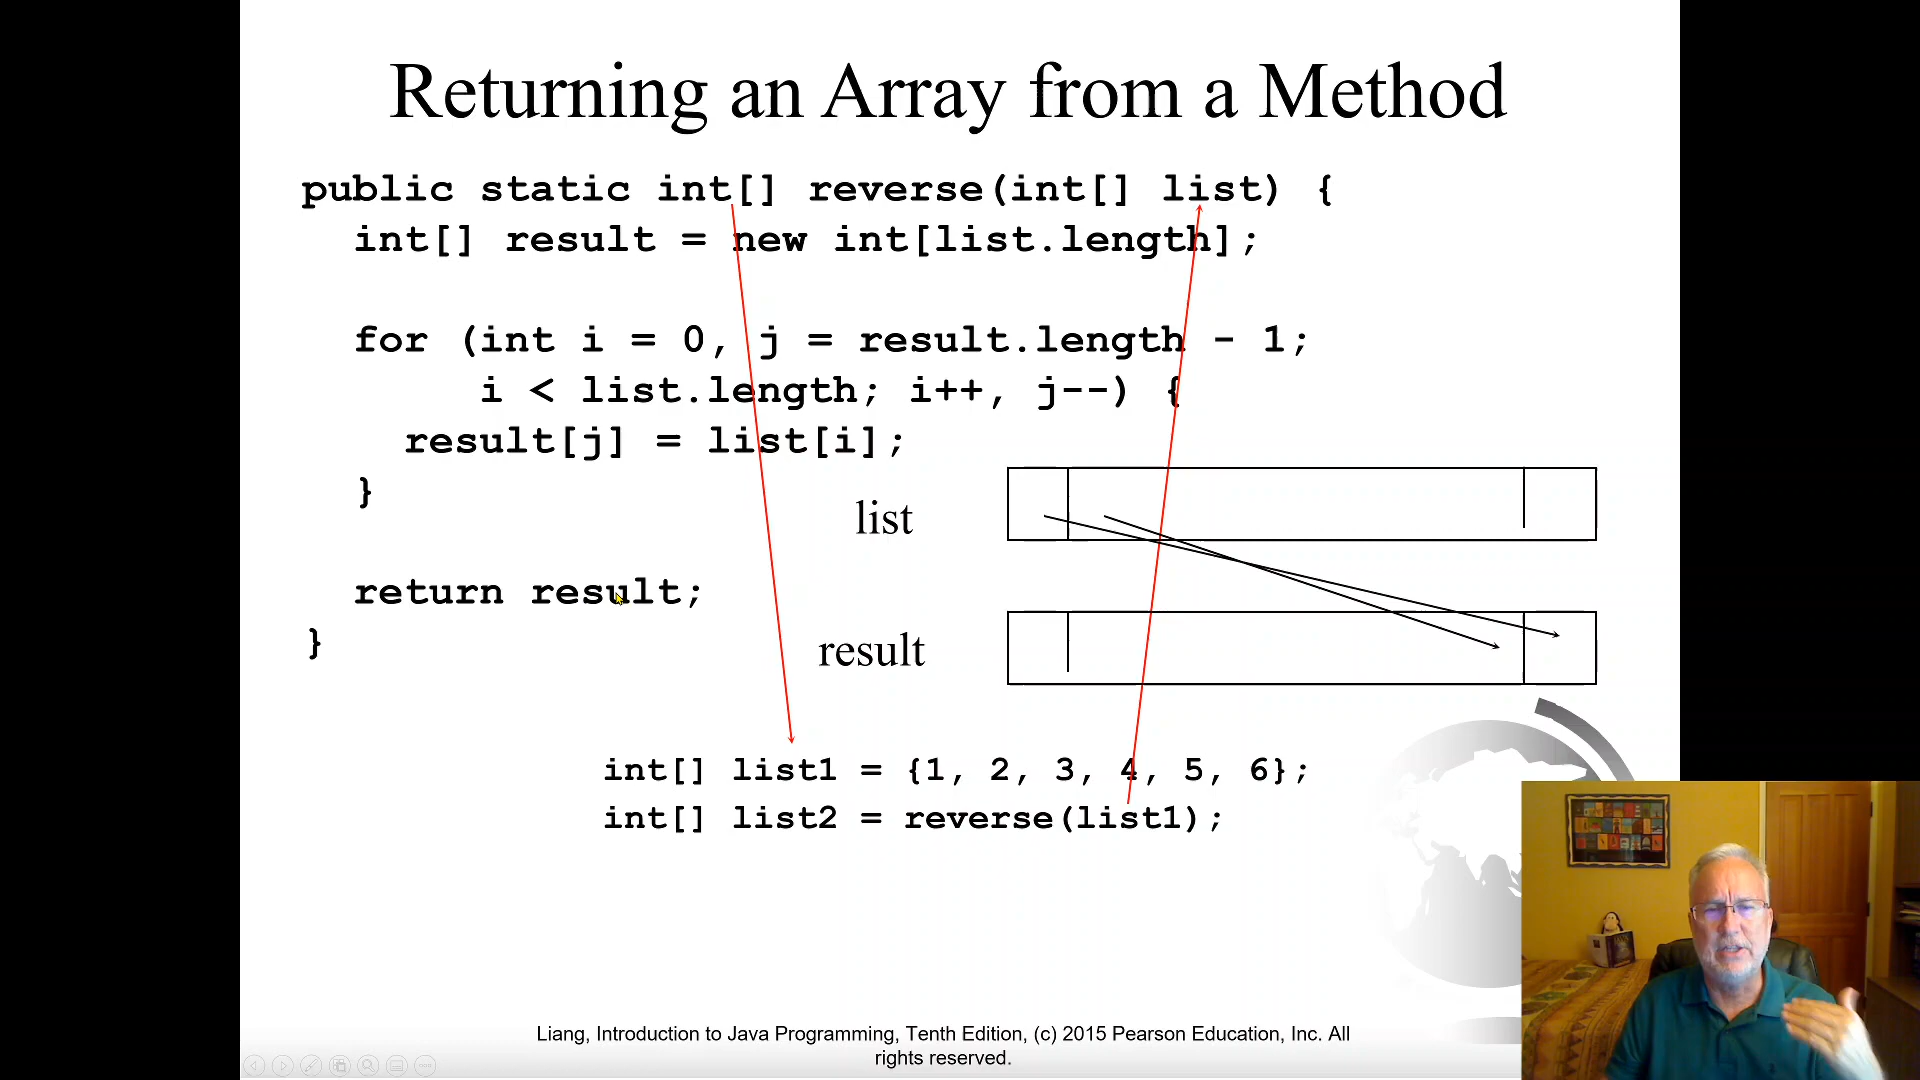 Returning an Array from a Method
public static int[] reverse(int[] list) {
int[] result = new int[list.length];
for (int i = 0, j = result.length - 1;
i < list.length; i++, j--) {
result[j] = list[i];
}
return result;
}
list
result
int[] list1 = {1, 2, 3, 4, 5, 6};
int[] list2 = reverse(list1);
Liang, Introduction to Java Programming, Tenth Edition, (c) 2015 Pearson Education, Inc. All
rights reserved.